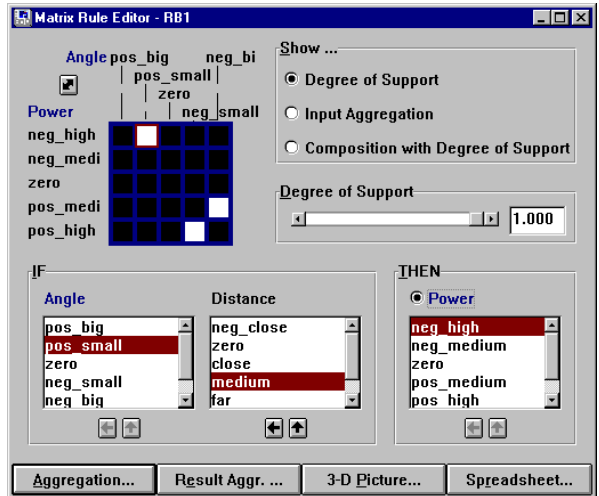 Matrix Rule Editor - RB1
Angle pos_big neg_bi
pos_small
zero
Power neg_small
neg_high
neg_medi
zero
pos_medi
pos_high
Show ...
Degree of Support
Input Aggregation
Composition with Degree of Support
Degree of Support
1.000
IF
Angle
pos_big
pos_small
zero
neg_small
neg_big
Distance
neg_close
zero
close
medium
far
THEN
Power
neg_high
neg_medium
zero
pos_medium
pos_high
Aggregation... Result Aggr. ... 3-D Picture... Spreadsheet...